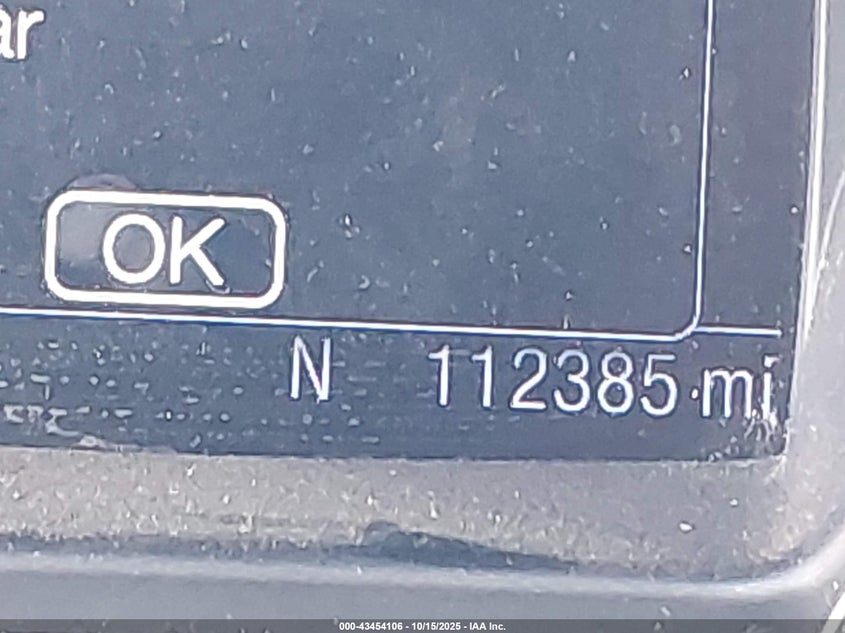 ar
OK
N 112385 mi
000-43454106 - 10/15/2025 - IAA Inc.